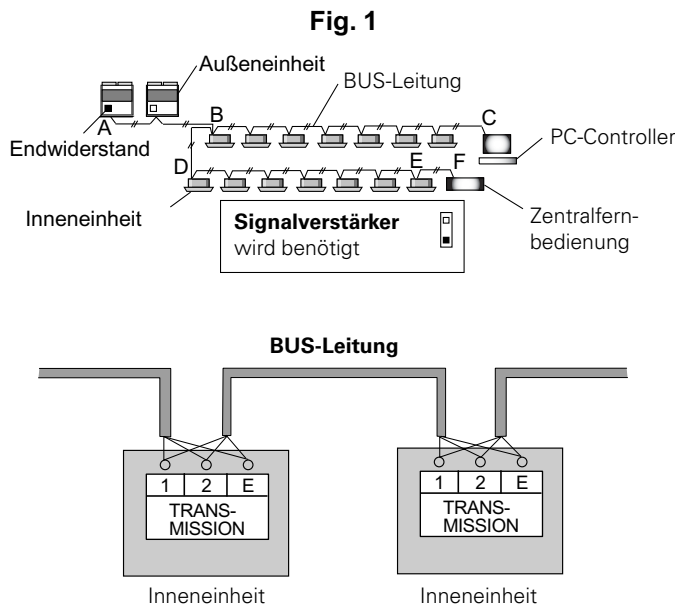 Fig. 1
Außeneinheit
BUS-Leitung
A
B
C
Endwiderstand
PC-Controller
D
E
F
Inneneinheit
Signalverstärker
wird benötigt
Zentralfern-
bedienung
BUS-Leitung
1 2 E
TRANS-
MISSION
Inneneinheit
1 2 E
TRANS-
MISSION
Inneneinheit